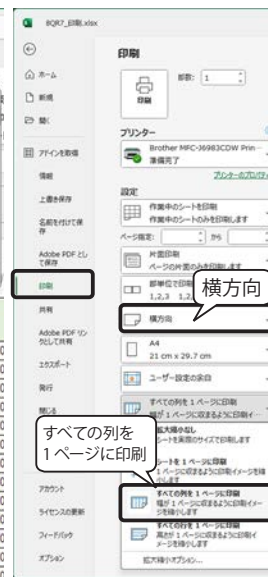 8QR7_印刷.xlsx
印刷
ホーム
新規
開く
アドインを取得
情報
上書き保存
名前を付けて保
存
Adobe PDF とし
て保存
印刷
共有
Adobe PDF リン
クとして共有
エクスポート
発行
閉じる
アカウント
ライセンスの更新
フィードバック
オプション
印刷
部数: 1
プリンター
Brother MFC-J6983CDW Prin
準備完了
プリンターのプロパティ
設定
作業中のシートを印刷
作業中のシートのみを印刷します
ページ指定: から
片面印刷
ページの片面のみを印刷します
部単位で印刷
1,2,3 1,2,
横方向
横方向
A4
21 cm x 29.7 cm
ユーザー設定の余白
すべての列を 1 ページに印刷
幅が 1 ページに収まるように印刷イ…
すべての列を
1 ページに印刷
拡大縮小なし
シートを実際のサイズで印刷します
シートを 1 ページに印刷
1 ページに収まるように印刷イメージを縮
小します
すべての列を 1 ページに印刷
幅が 1 ページに収まるように印刷イメー
ジを縮小します
すべての行を 1 ページに印刷
高さが 1 ページに収まるように印刷イ
メージを縮小します
拡大縮小オプション...